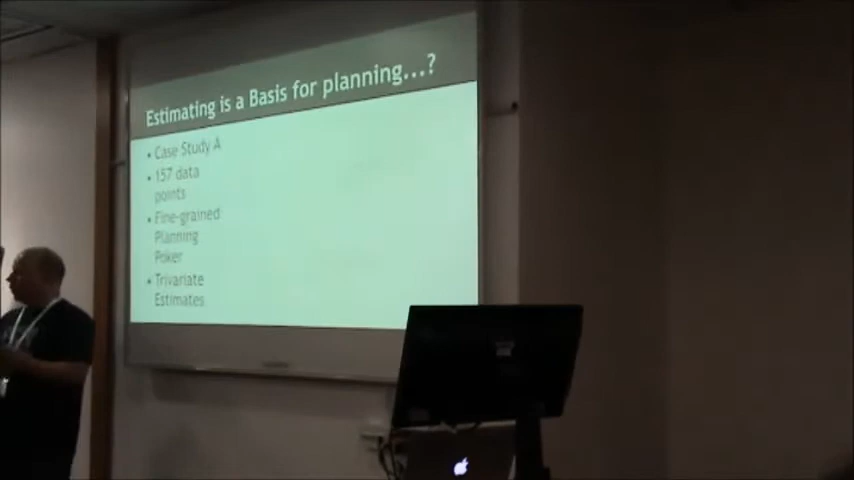 Estimating is a Basis for planning...?
• Case Study A
• 157 data
points
• Fine-grained
Planning
Poker
• Trivariate
Estimates